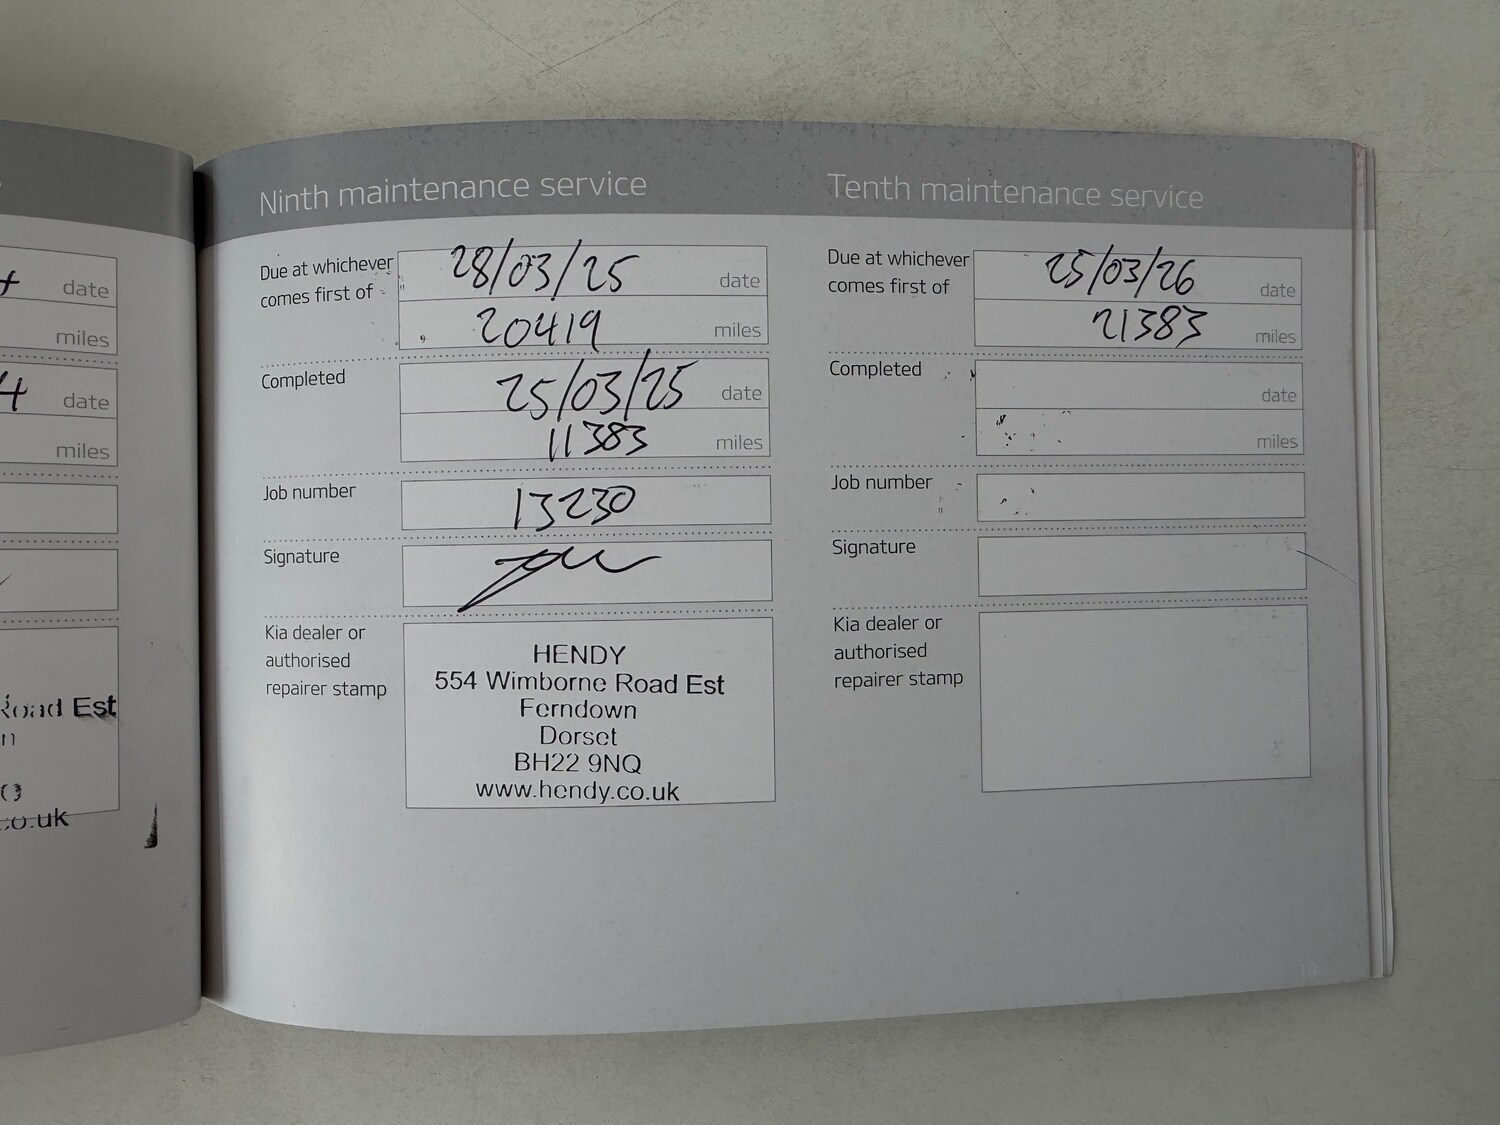 date
miles
4 date
miles
Road Est
co.uk
Ninth maintenance service
Due at whichever comes first of
28/03/25 date
20419 miles
Completed
25/03/25 date
11383 miles
Job number
13230
Signature
Kia dealer or
authorised
repairer stamp
HENDY
554 Wimborne Road Est
Ferndown
Dorset
BH22 9NQ
www.hendy.co.uk
Tenth maintenance service
Due at whichever comes first of
25/03/26 date
21383 miles
Completed
date
miles
Job number
Signature
Kia dealer or
authorised
repairer stamp
19